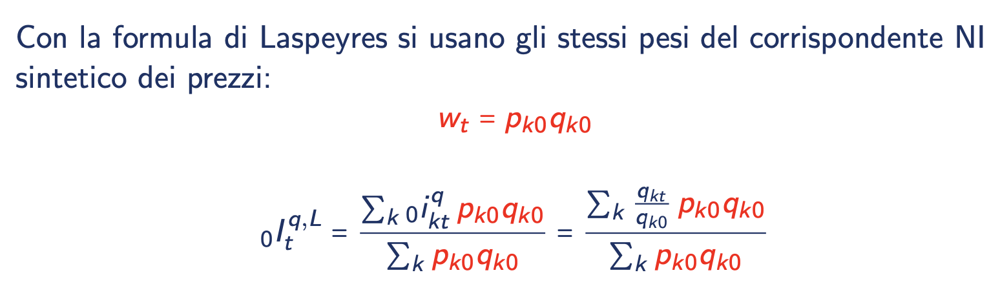 Con la formula di Laspeyres si usano gli stessi pesi del corrispondente NI
sintetico dei prezzi:
$w_t = p_{k0}q_{k0}$
${}_0I_t^{q,L} = \frac{\sum_k {}_0i_{kt}^q \, p_{k0}q_{k0}}{\sum_k p_{k0}q_{k0}} = \frac{\sum_k \frac{q_{kt}}{q_{k0}} \, p_{k0}q_{k0}}{\sum_k p_{k0}q_{k0}}$